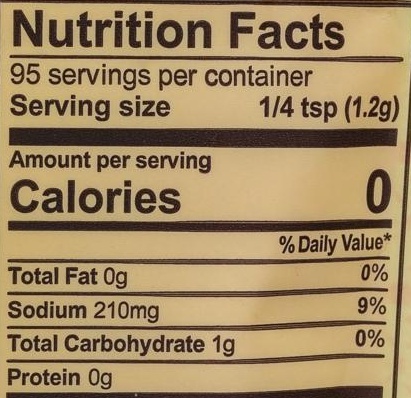 Nutrition Facts
95 servings per container
Serving size 1/4 tsp (1.2g)
Amount per serving
Calories 0
% Daily Value*
Total Fat 0g 0%
Sodium 210mg 9%
Total Carbohydrate 1g 0%
Protein 0g